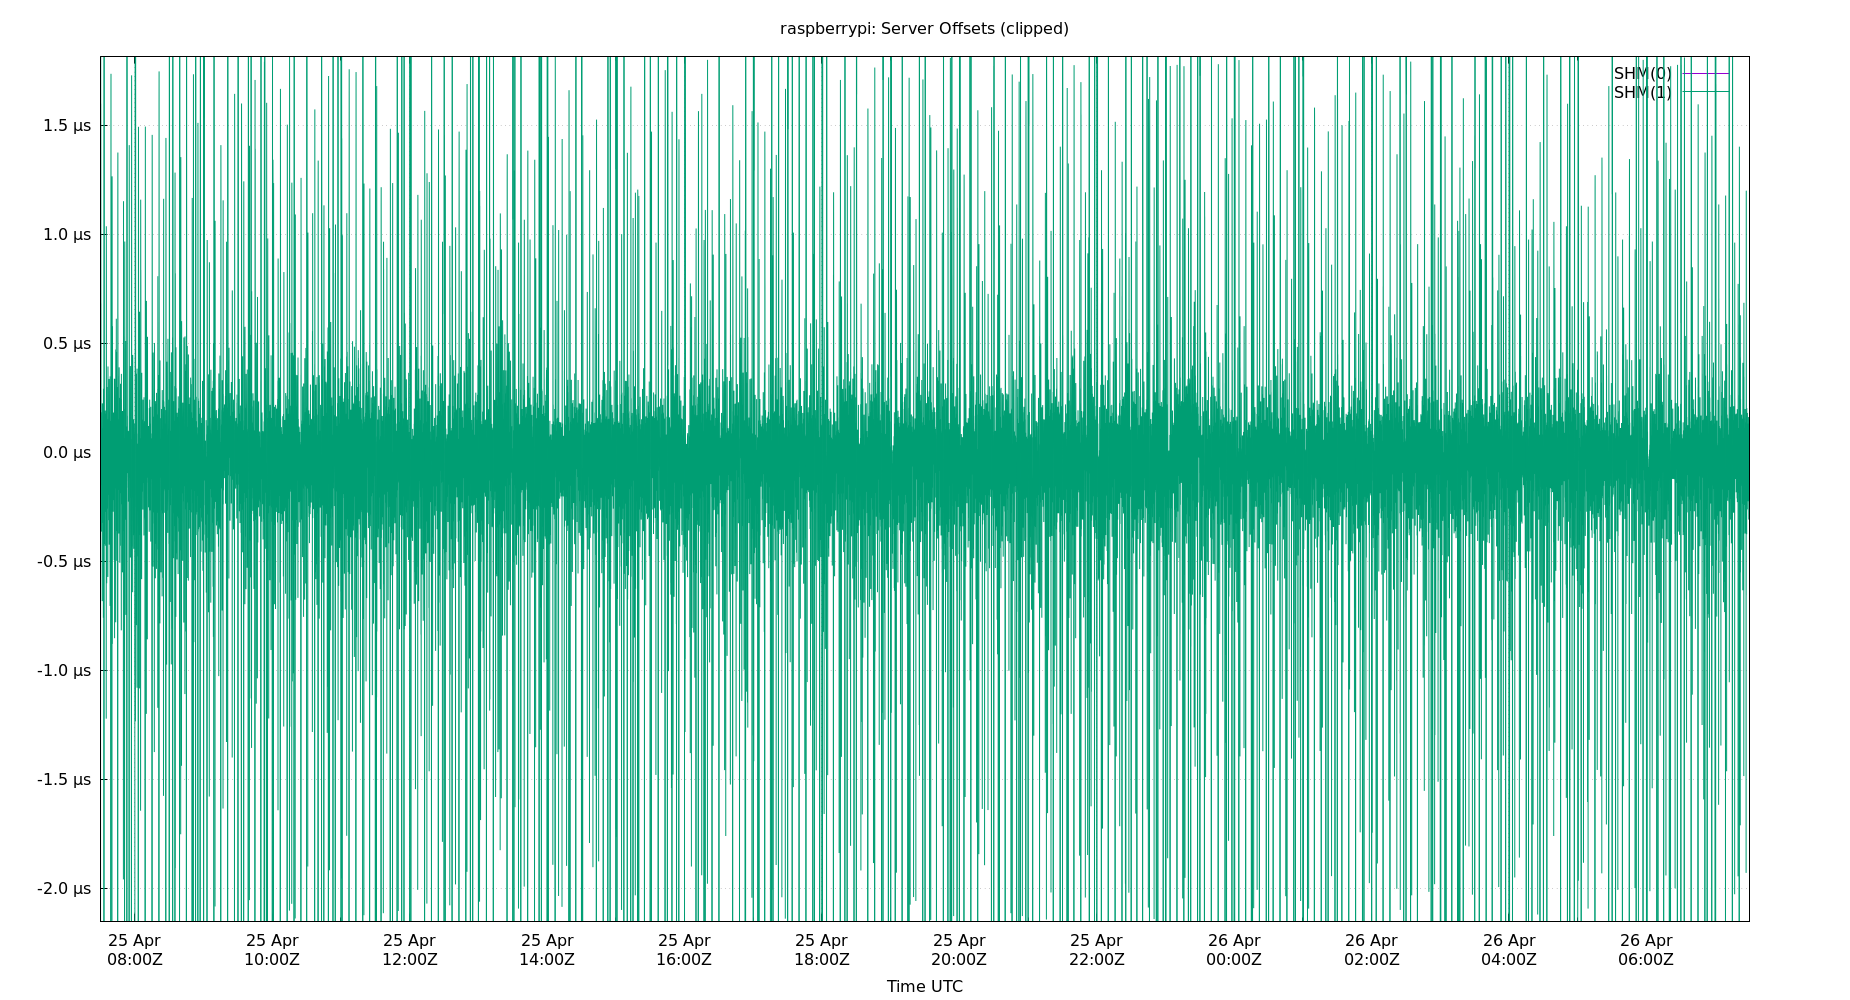 raspberrypi: Server Offsets (clipped)
SHM(0)
SHM(1)
1.5 µs
1.0 µs
0.5 µs
0.0 µs
-0.5 µs
-1.0 µs
-1.5 µs
-2.0 µs
25 Apr 25 Apr 25 Apr 25 Apr 25 Apr 25 Apr 25 Apr 25 Apr 26 Apr 26 Apr 26 Apr 26 Apr
08:00Z 10:00Z 12:00Z 14:00Z 16:00Z 18:00Z 20:00Z 22:00Z 00:00Z 02:00Z 04:00Z 06:00Z
Time UTC